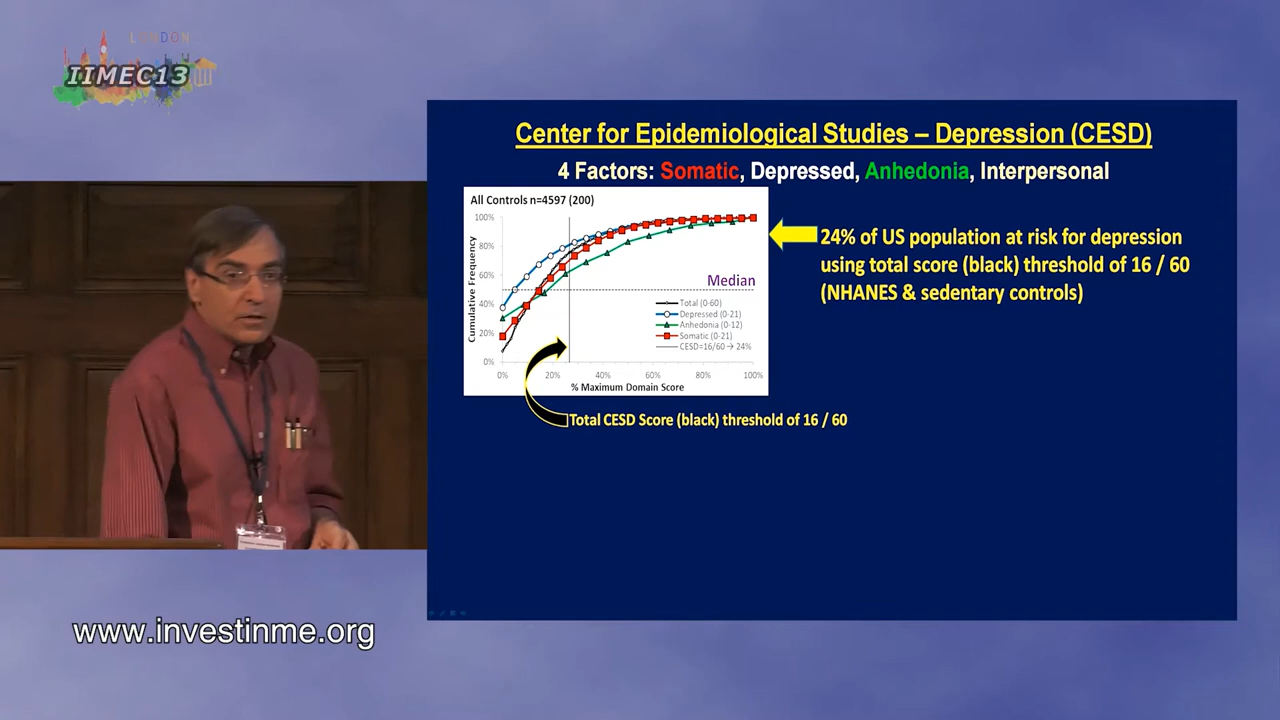 LONDON
IIMEC13
Center for Epidemiological Studies – Depression (CESD)
4 Factors: Somatic, Depressed, Anhedonia, Interpersonal
All Controls n=4597 (200)
100%
80%
60%
40%
20%
0%
Cumulative Frequency
Median
Total (0-60)
Depressed (0-21)
Anhedonia (0-12)
Somatic (0-21)
CESD=16/60 → 24%
0% 20% 40% 60% 80% 100%
% Maximum Domain Score
24% of US population at risk for depression
using total score (black) threshold of 16 / 60
(NHANES & sedentary controls)
Total CESD Score (black) threshold of 16 / 60
www.investinme.org